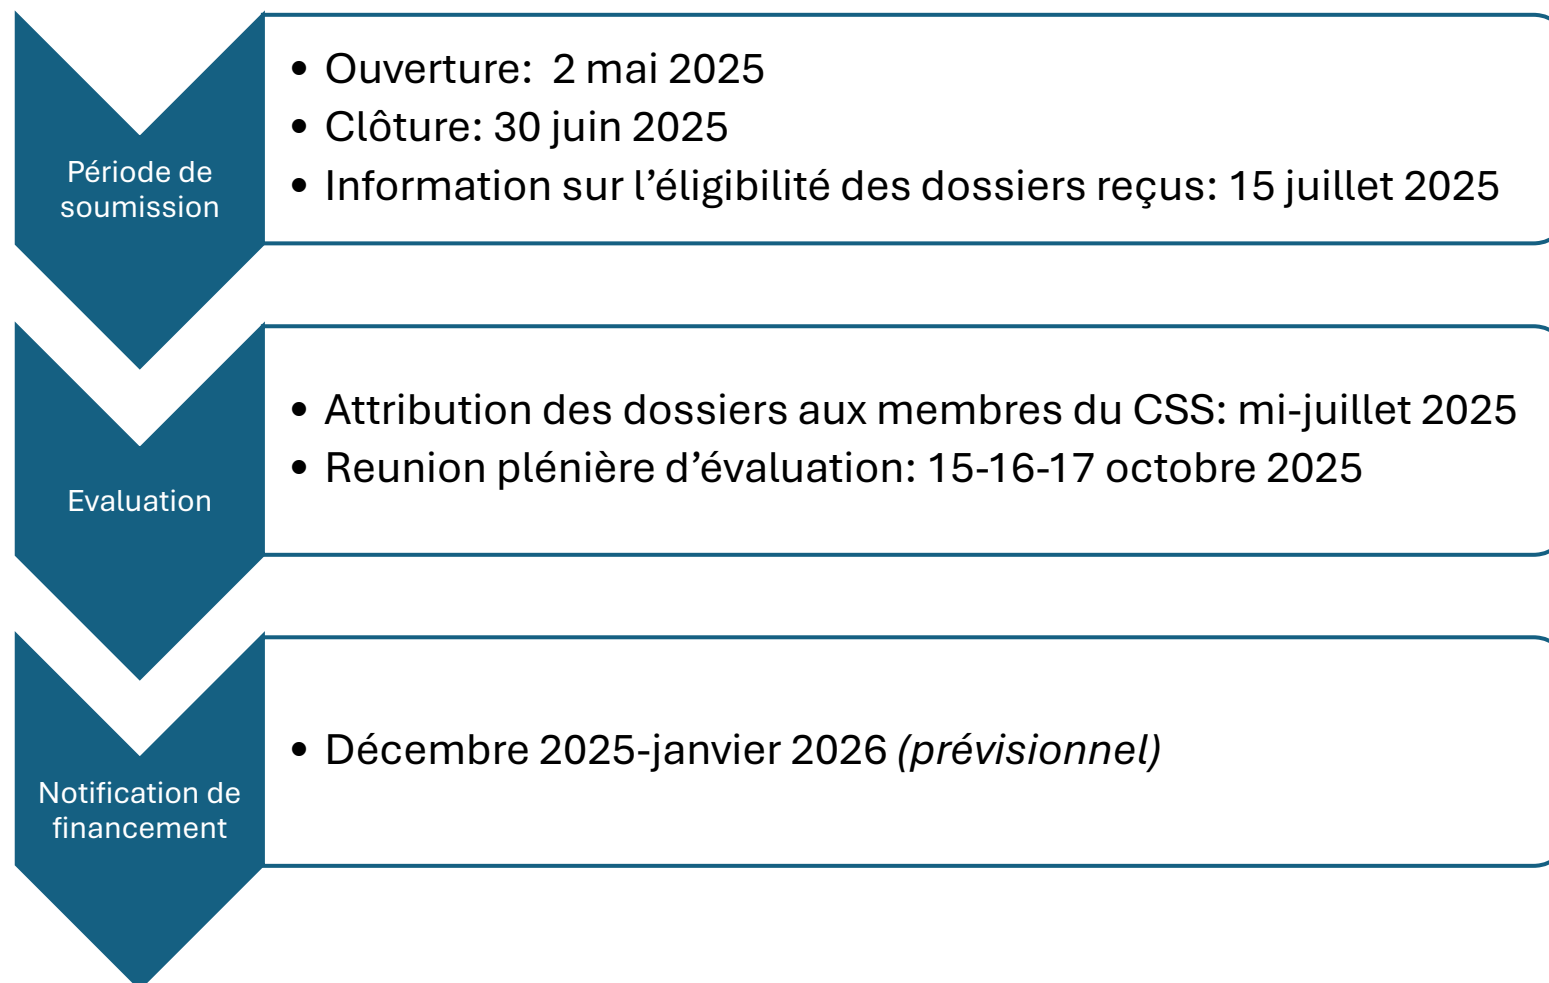 Période de
soumission
• Ouverture:  2 mai 2025
• Clôture: 30 juin 2025
• Information sur l’éligibilité des dossiers reçus: 15 juillet 2025
Evaluation
• Attribution des dossiers aux membres du CSS: mi-juillet 2025
• Reunion plénière d’évaluation: 15-16-17 octobre 2025
Notification de
financement
• Décembre 2025-janvier 2026 (prévisionnel)